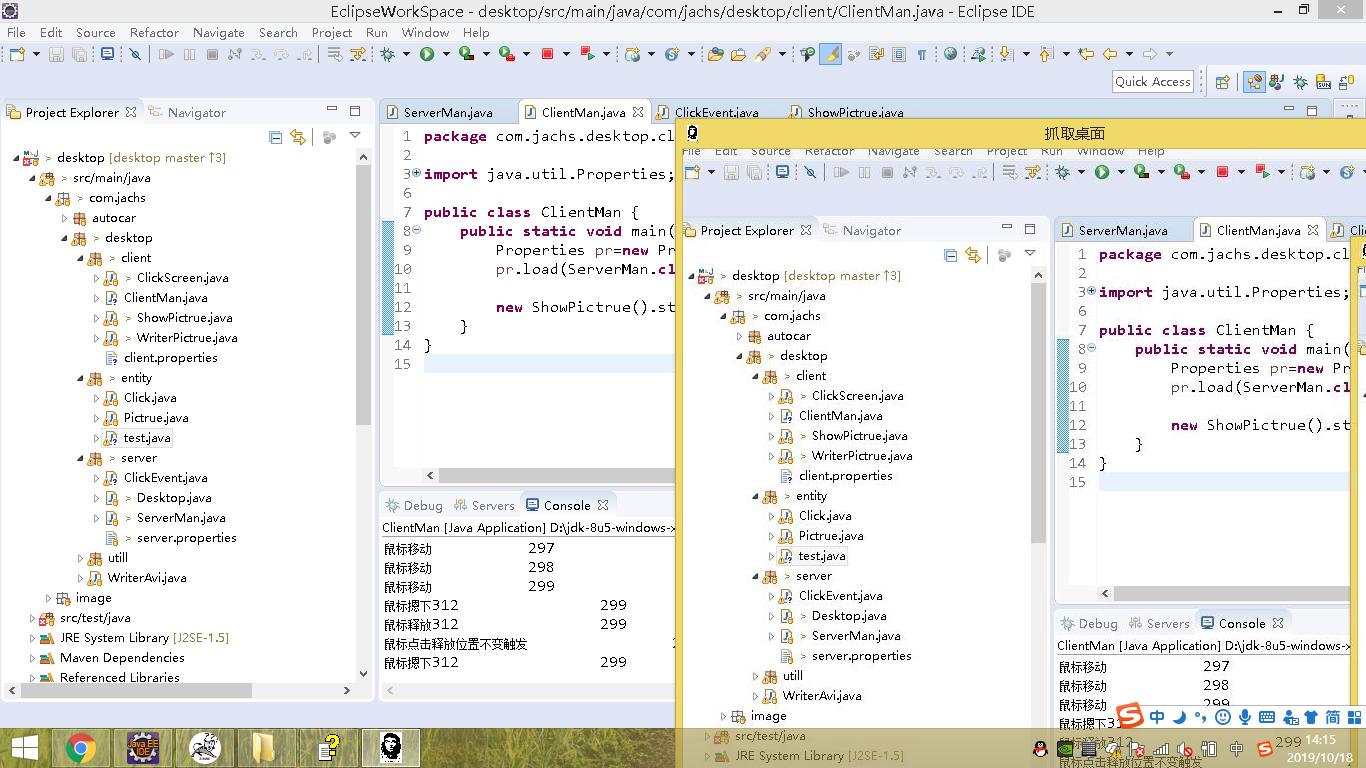 EclipseWorkSpace - desktop/src/main/java/com/jachs/desktop/client/ClientMan.java - Eclipse IDE
File Edit Source Refactor Navigate Search Project Run Window Help
Quick Access
Project Explorer Navigator
> desktop [desktop master ↑3]
> src/main/java
> com.jachs
autocar
> desktop
> client
> ClickScreen.java
ClientMan.java
> ShowPictrue.java
> WriterPictrue.java
client.properties
> entity
Click.java
Pictrue.java
test.java
> server
ClickEvent.java
> Desktop.java
> ServerMan.java
> server.properties
> utill
WriterAvi.java
> image
src/test/java
JRE System Library [J2SE-1.5]
Maven Dependencies
Referenced Libraries
ServerMan.java ClientMan.java ClickEvent.java ShowPictrue.java
1 package com.jachs.desktop.cl
2
3 import java.util.Properties;
6
7 public class ClientMan {
8 public static void main(
9 Properties pr=new Pr
10 pr.load(ServerMan.cl
11
12 new ShowPictrue().st
13 }
14 }
15
Debug Servers Console
ClientMan [Java Application] D:\jdk-8u5-windows-x
鼠标移动 297
鼠标移动 298
鼠标移动 299
鼠标摁下312 299
鼠标释放312 299
鼠标点击释放位置不变触发
鼠标摁下312 299
抓取桌面
File Edit Source Refactor Navigate Search Project Run Window Help
Project Explorer Navigator
> desktop [desktop master ↑3]
> src/main/java
> com.jachs
autocar
> desktop
> client
> ClickScreen.java
ClientMan.java
> ShowPictrue.java
> WriterPictrue.java
client.properties
> entity
Click.java
Pictrue.java
test.java
> server
ClickEvent.java
> Desktop.java
> ServerMan.java
> server.properties
> utill
WriterAvi.java
> image
src/test/java
JRE System Library [J2SE-1.5]
ServerMan.java ClientMan.java Cli
1 package com.jachs.desktop.cl
2
3 import java.util.Properties;
6
7 public class ClientMan {
8 public static void main(
9 Properties pr=new Pr
10 pr.load(ServerMan.cl
11
12 new ShowPictrue().st
13 }
14 }
15
Debug Servers Console
ClientMan [Java Application] D:\jdk-8u5-windows-x
鼠标移动 297
鼠标移动 298
鼠标移动 299
鼠标摁下31
鼠标释放312 299
鼠标点击释放位置不变触发
中 简
Java EE
IDE
中
14:15
2019/10/18